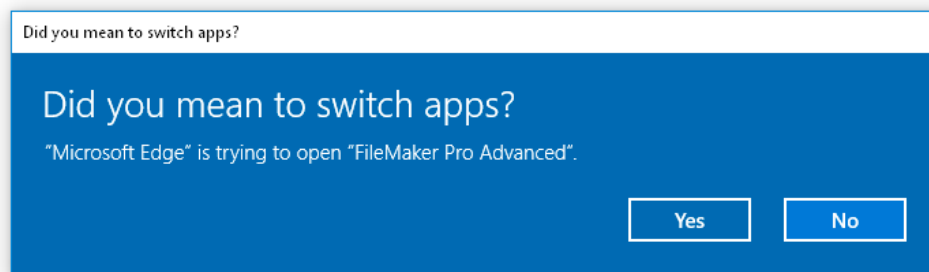 Did you mean to switch apps?
Did you mean to switch apps?
"Microsoft Edge" is trying to open "FileMaker Pro Advanced".
Yes No